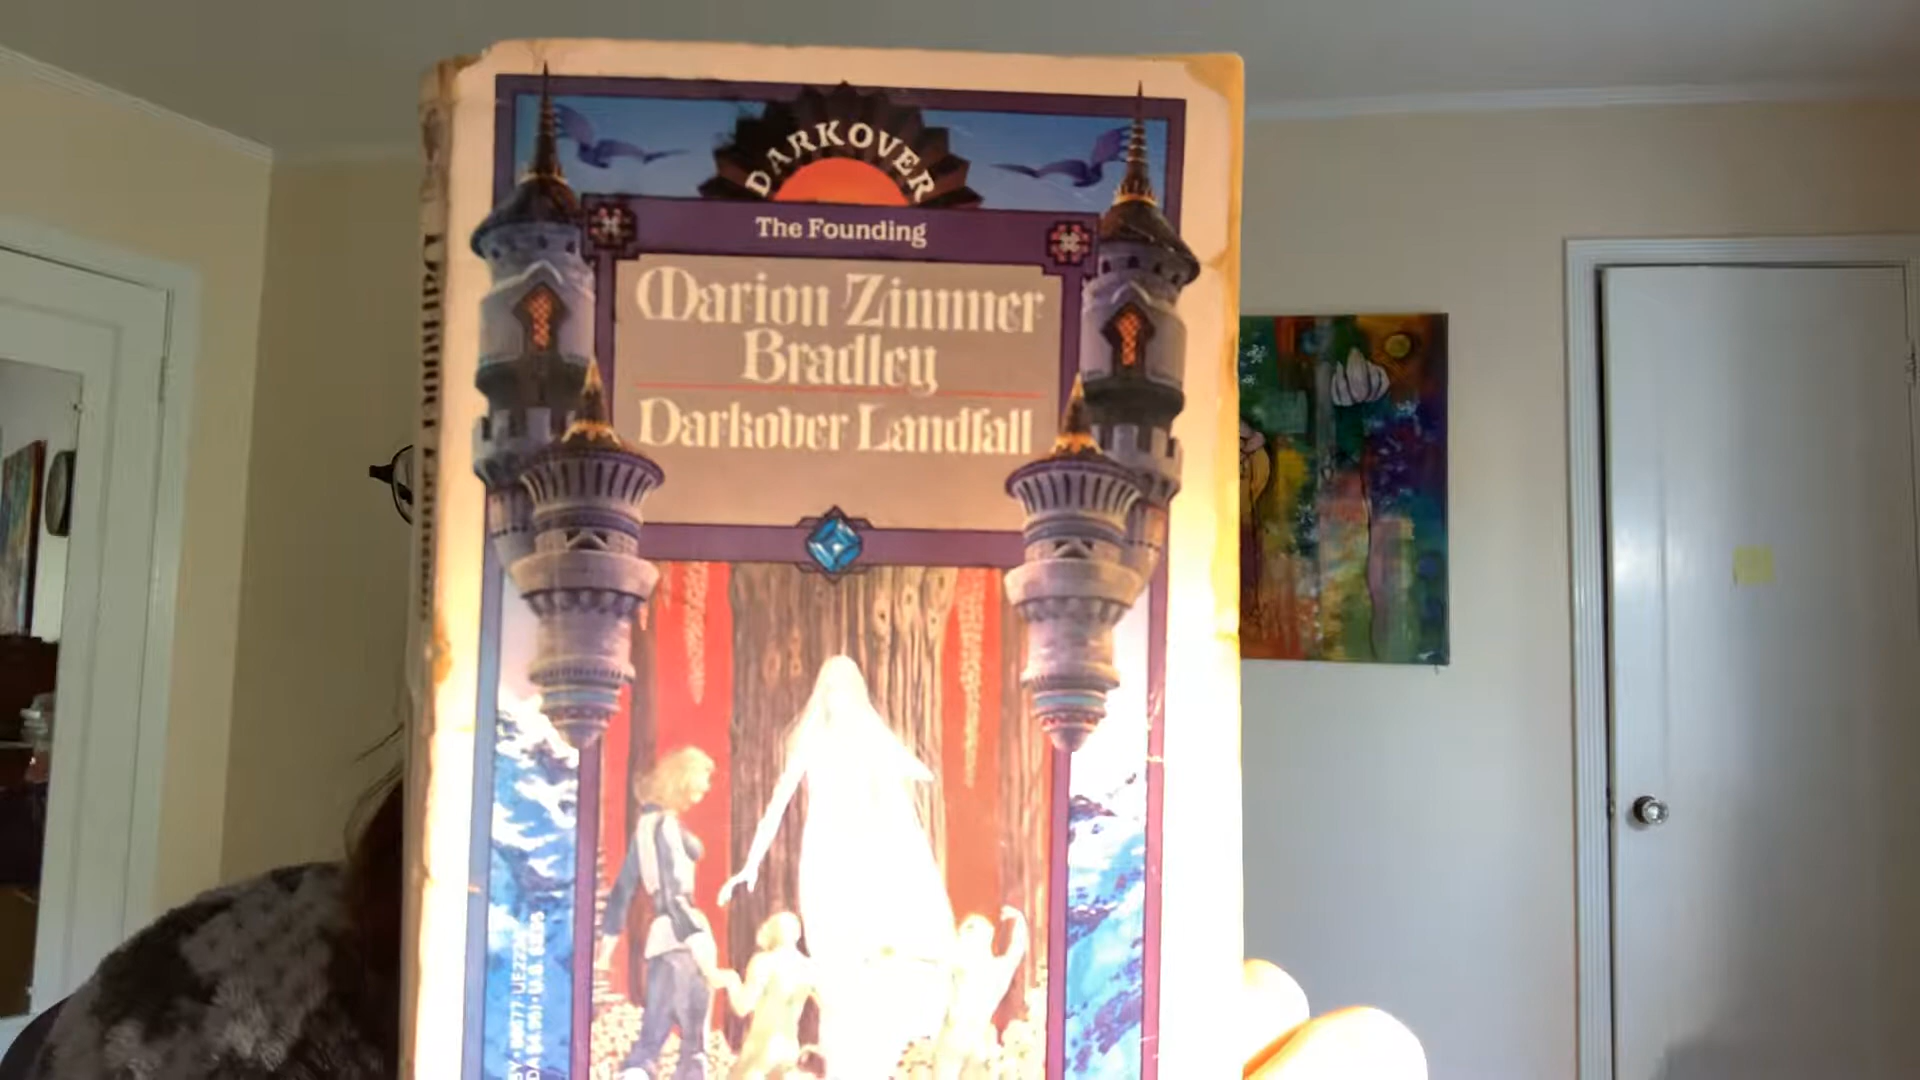 DARKOVER
The Founding
Marion Zimmer
Bradley
Darkover Landfall